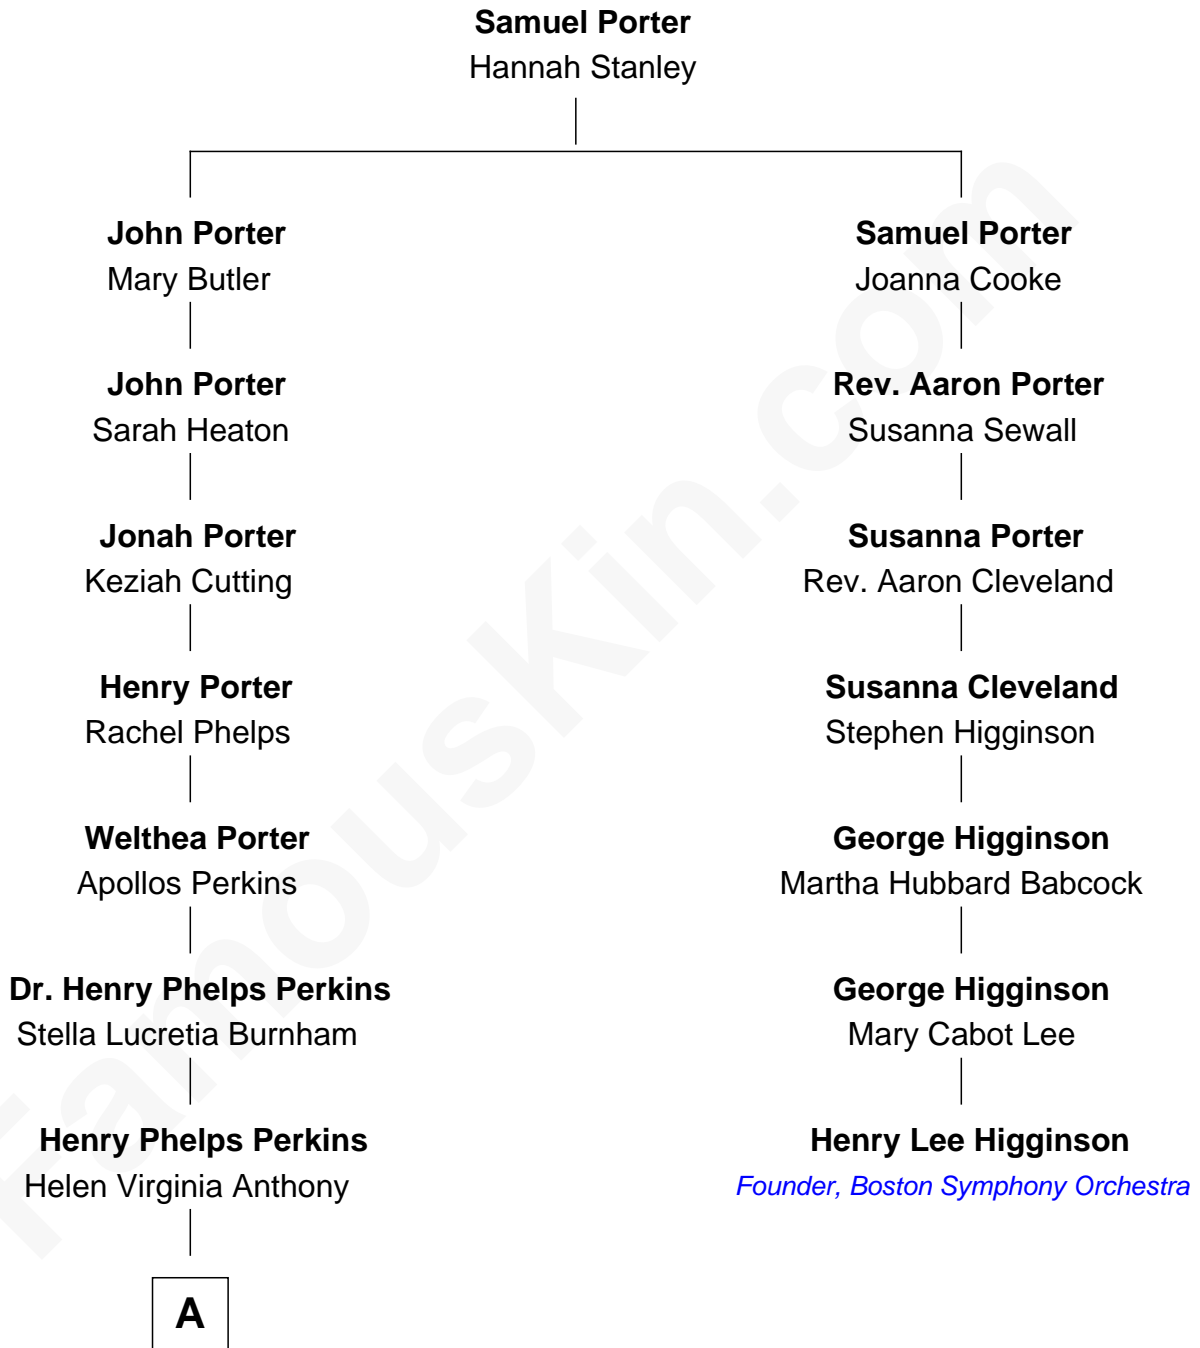 Samuel Porter
Hannah Stanley
John Porter
Mary Butler
Samuel Porter
Joanna Cooke
John Porter
Sarah Heaton
Rev. Aaron Porter
Susanna Sewall
Jonah Porter
Keziah Cutting
Susanna Porter
Rev. Aaron Cleveland
Henry Porter
Rachel Phelps
Susanna Cleveland
Stephen Higginson
Welthea Porter
Apollos Perkins
George Higginson
Martha Hubbard Babcock
Dr. Henry Phelps Perkins
Stella Lucretia Burnham
George Higginson
Mary Cabot Lee
Henry Phelps Perkins
Helen Virginia Anthony
Henry Lee Higginson
Founder, Boston Symphony Orchestra
A
FamousKin.com